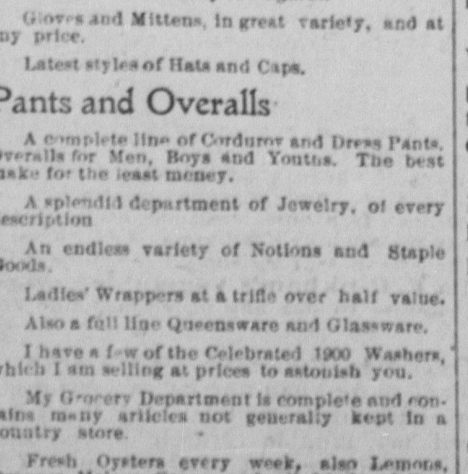 Gloves and Mittens, in great variety, and at
ny price.
Latest styles of Hats and Caps.
Pants and Overalls
A complete line of Corduroy and Dress Pants,
Overalls for Men, Boys and Youths. The best
make for the least money.
A splendid department of Jewelry, of every
escription
An endless variety of Notions and Staple
Goods.
Ladies' Wrappers at a trifle over half value.
Also a full line Queensware and Glassware.
I have a few of the Celebrated 1900 Washers,
which I am selling at prices to astonish you.
My Grocery Department is complete and con-
ains many articles not generally kept in a
ountry store.
Fresh Oysters every week, also Lemons,